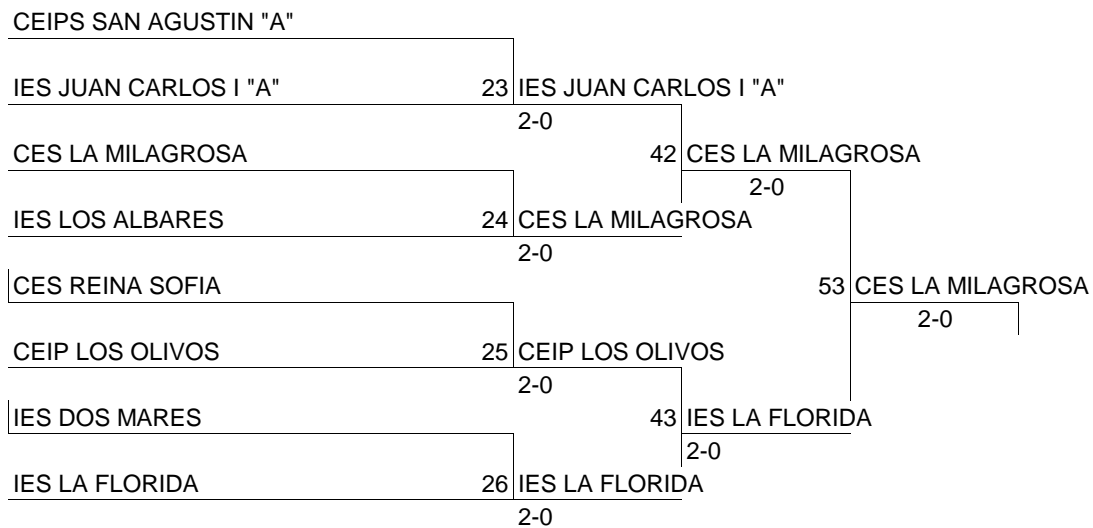 CEIPS SAN AGUSTIN "A"
IES JUAN CARLOS I "A" 23 IES JUAN CARLOS I "A"
2-0
CES LA MILAGROSA 42 CES LA MILAGROSA
2-0
IES LOS ALBARES 24 CES LA MILAGROSA
2-0
CES REINA SOFIA 53 CES LA MILAGROSA
2-0
CEIP LOS OLIVOS 25 CEIP LOS OLIVOS
2-0
IES DOS MARES 43 IES LA FLORIDA
2-0
IES LA FLORIDA 26 IES LA FLORIDA
2-0